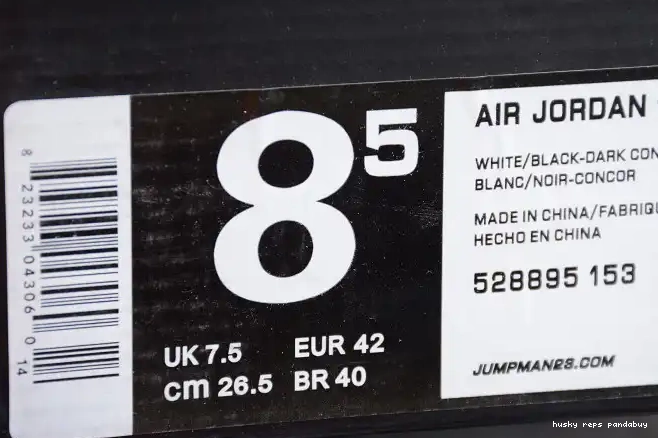 8 23233 04306 0 14
8 5
UK 7.5 EUR 42
cm 26.5 BR 40
AIR JORDAN
WHITE/BLACK-DARK CON
BLANC/NOIR-CONCOR
MADE IN CHINA/FABRIQU
HECHO EN CHINA
528895 153
JUMPMAN23.COM
husky reps pandabuy